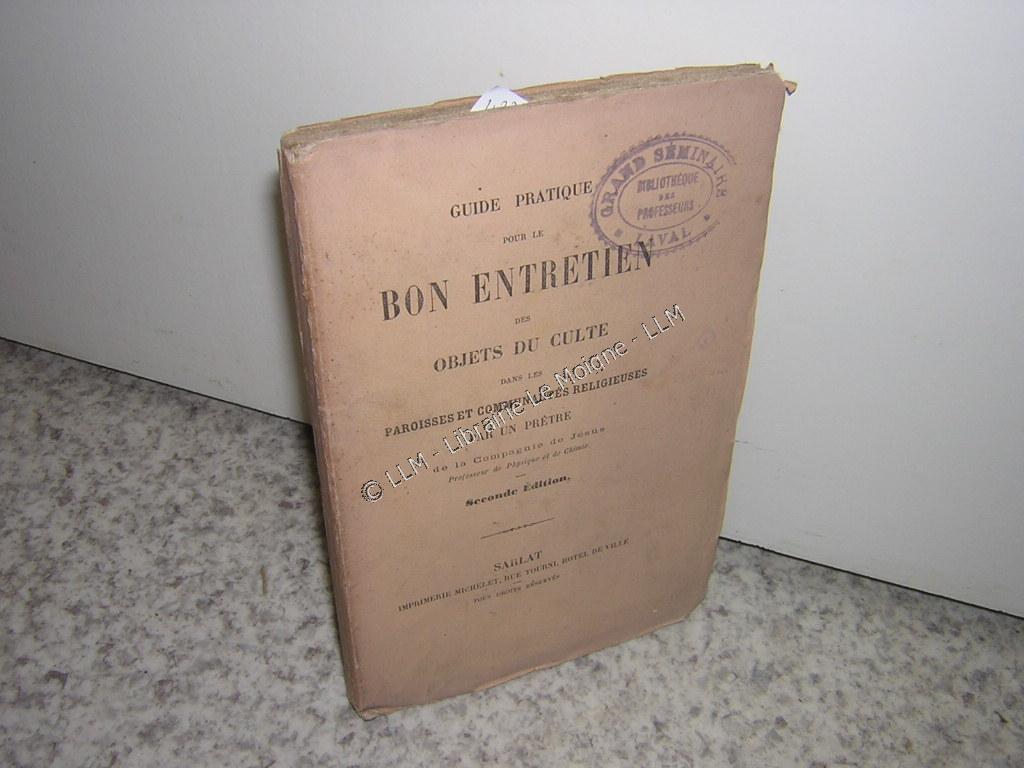 GUIDE PRATIQUE
POUR LE
BON ENTRETIEN
DES
OBJETS DU CULTE
DANS LES
PAROISSES ET COMMUNAUTÉS RELIGIEUSES
PAR UN PRÊTRE
de la Compagnie de Jésus
Professeur de Physique et de Chimie.
Seconde Édition.
SARLAT
IMPRIMERIE MICHELET, RUE TOURNY, HOTEL DE VILLE
TOUS DROITS RÉSERVÉS
GRAND SÉMINAIRE
BIBLIOTHÈQUE
DES
PROFESSEURS
LAVAL
© LLM - Librairie Le Moigne - LLM